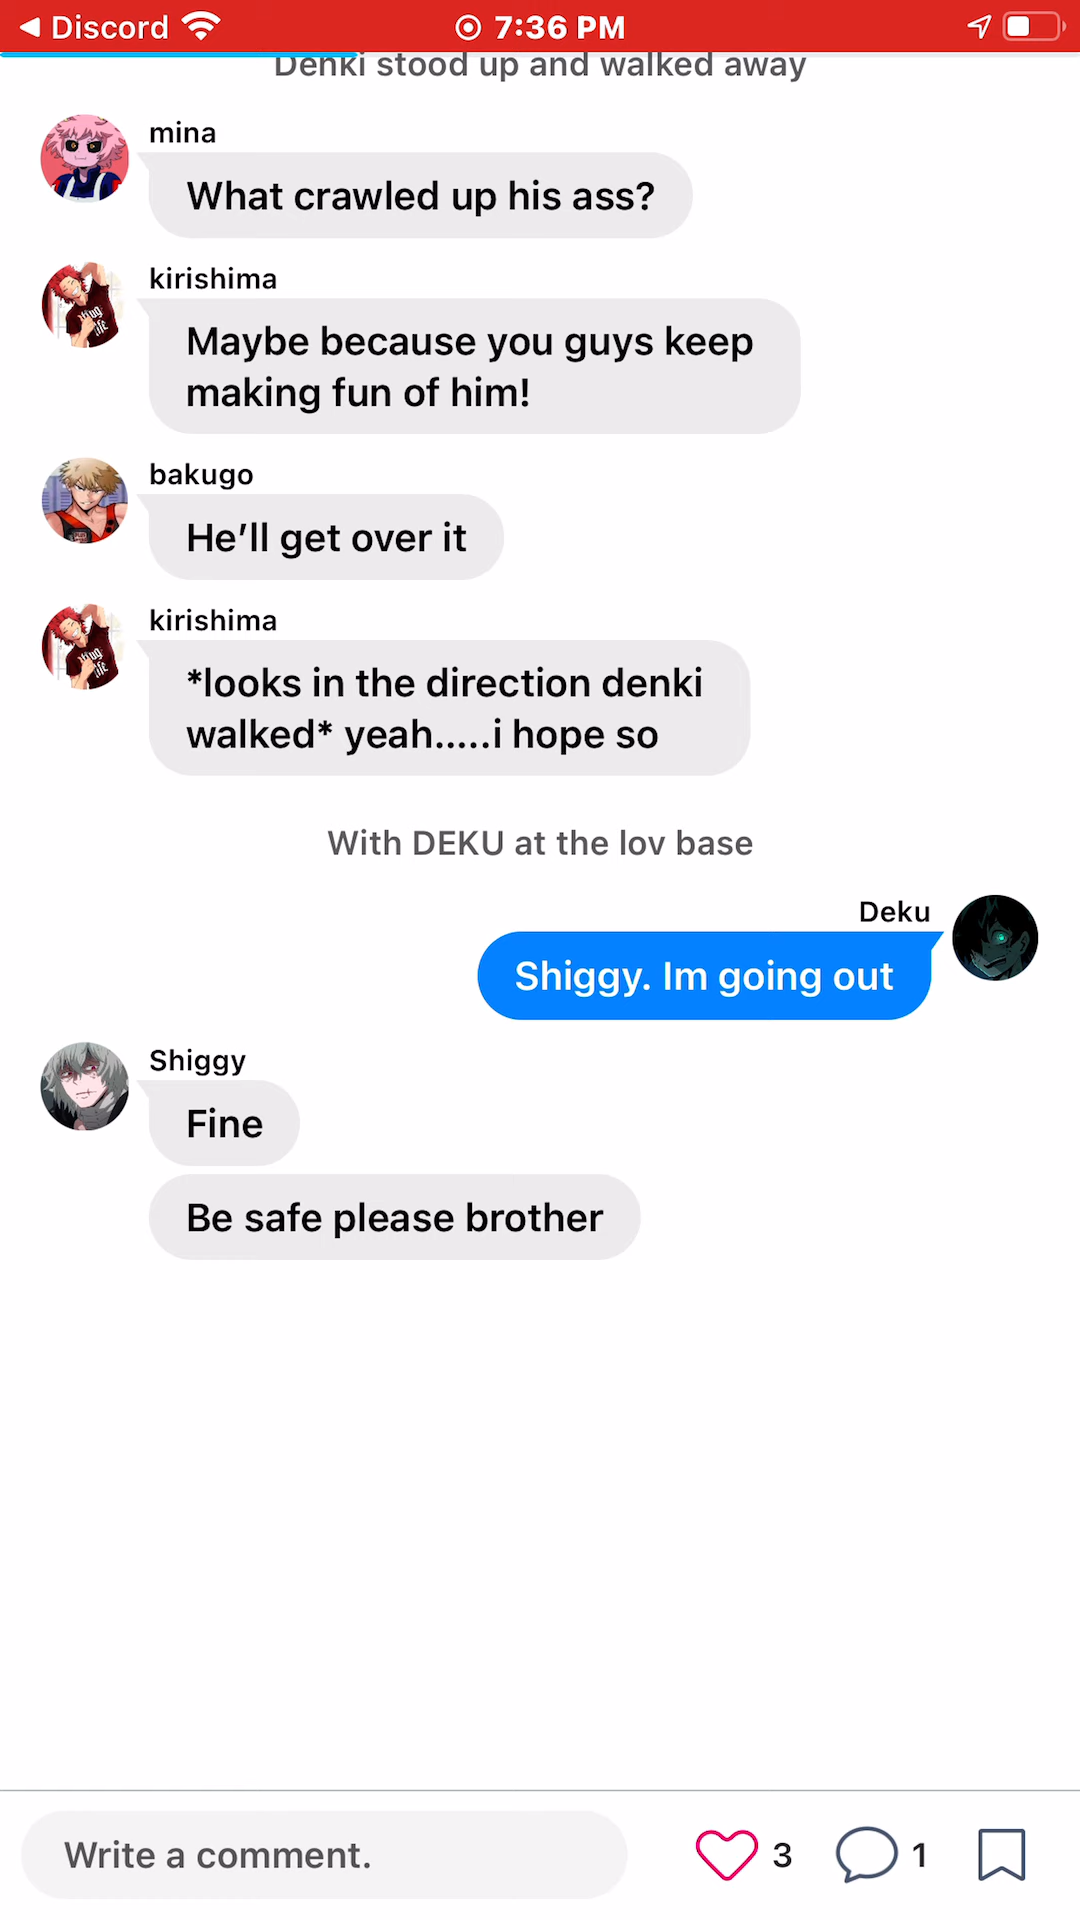 Discord 7:36 PM
Denki stood up and walked away
mina
What crawled up his ass?
kirishima
Maybe because you guys keep
making fun of him!
bakugo
He’ll get over it
kirishima
*looks in the direction denki
walked* yeah.....i hope so
With DEKU at the lov base
Deku
Shiggy. Im going out
Shiggy
Fine
Be safe please brother
Write a comment. 3 1